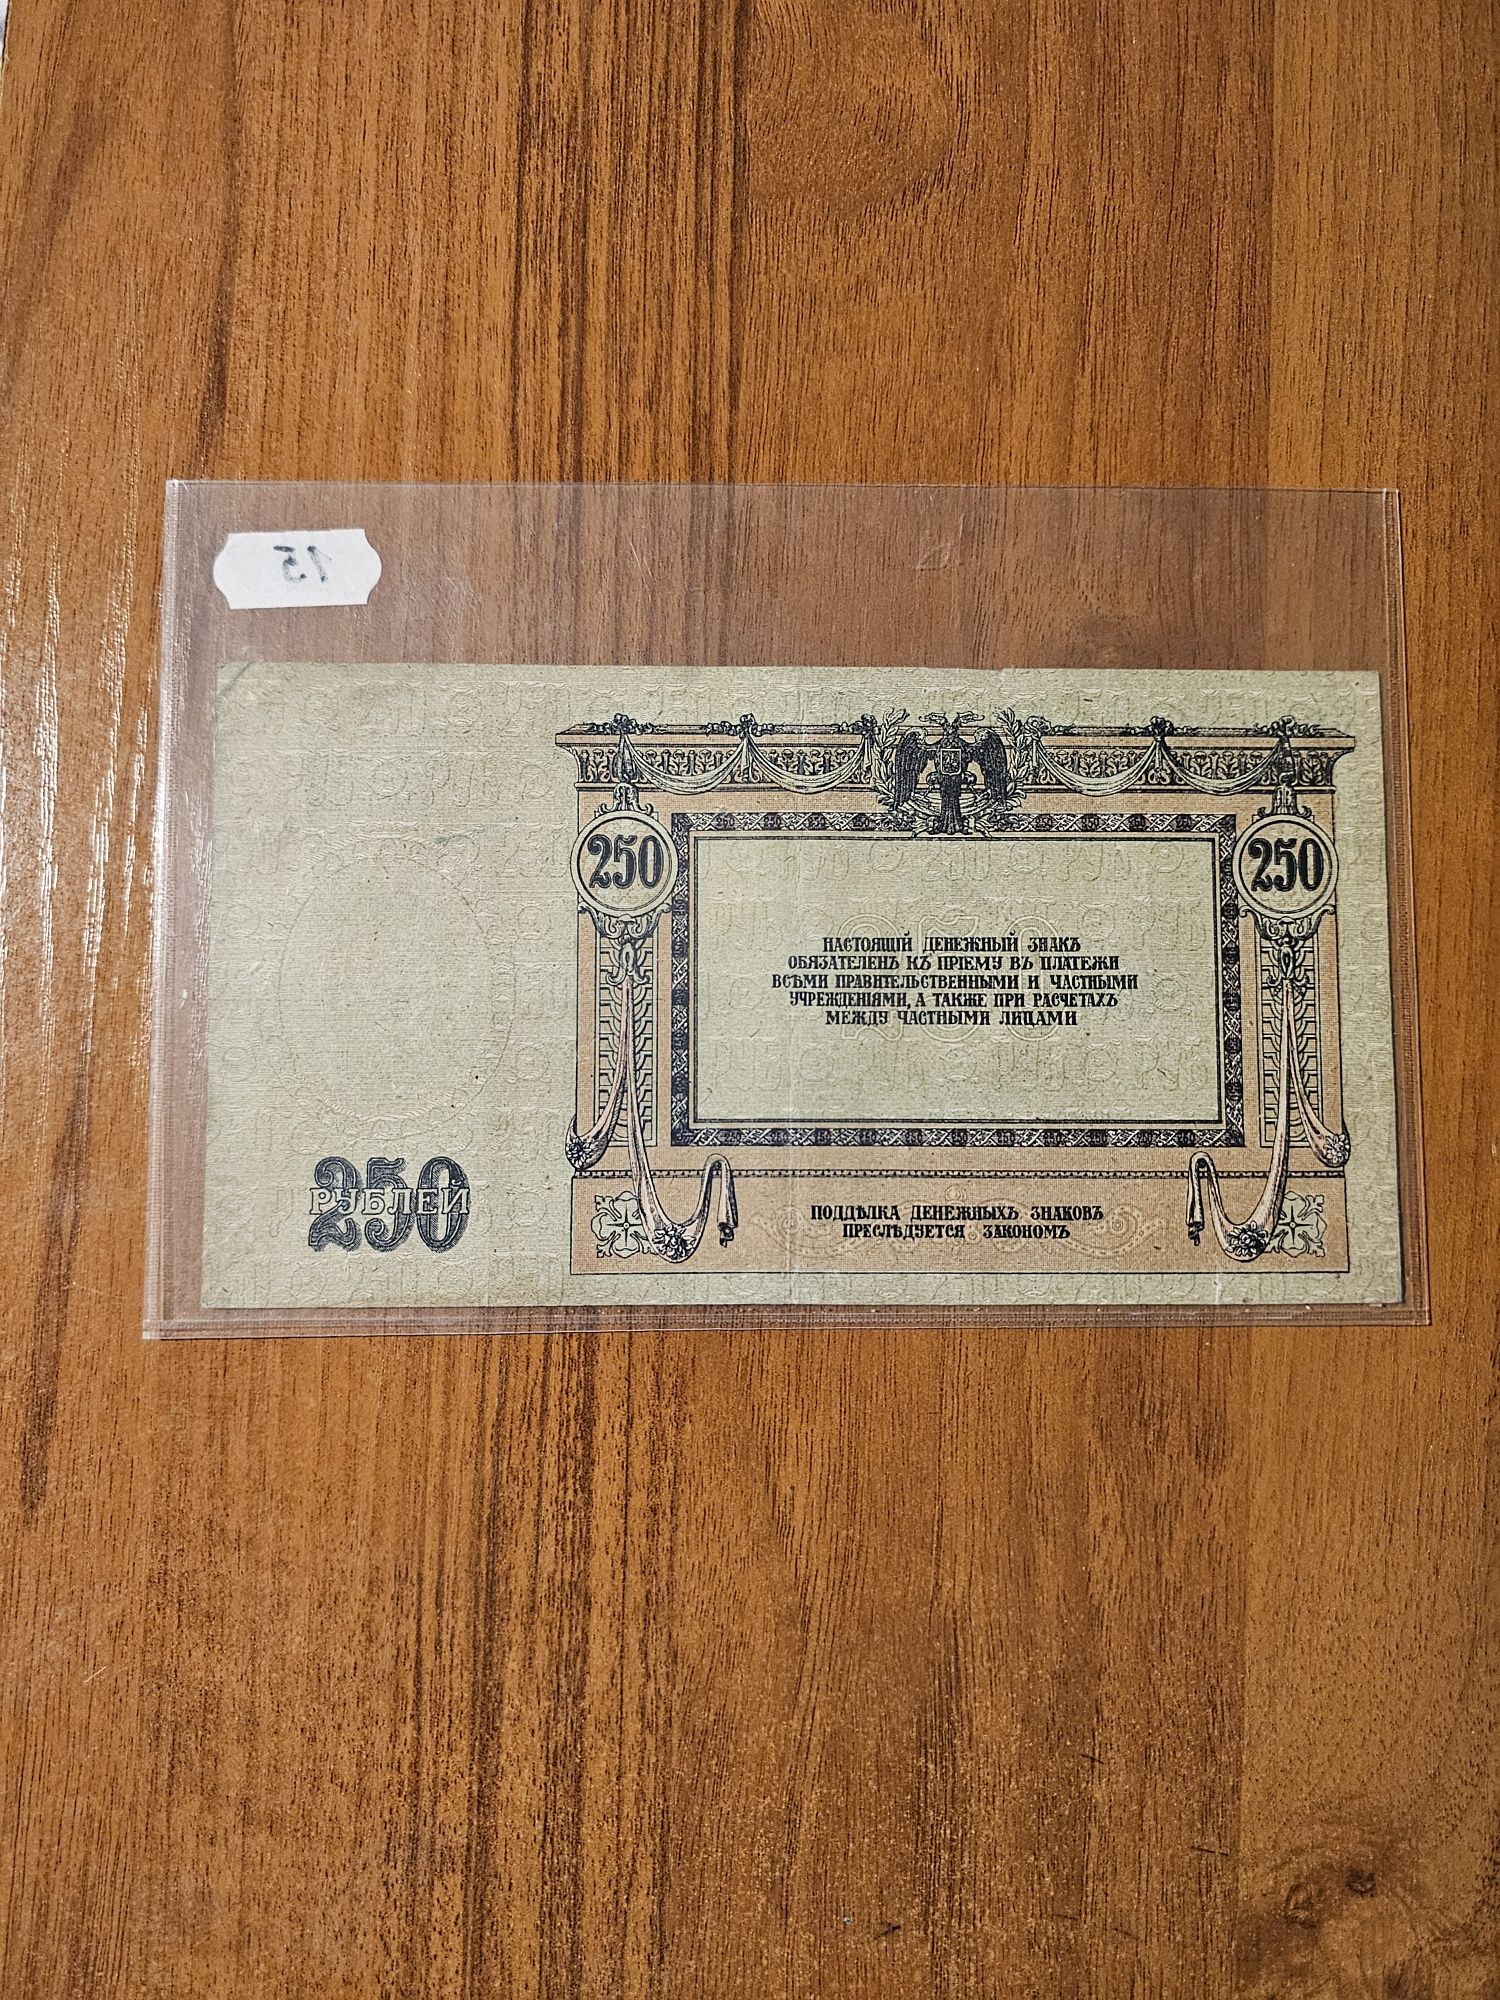 15
250
250
НАСТОЯЩІЙ ДЕНЕЖНЫЙ ЗНАКЪ
ОБЯЗАТЕЛЕНЪ КЪ ПРІЕМУ ВЪ ПЛАТЕЖИ
ВСѢМИ ПРАВИТЕЛЬСТВЕННЫМИ И ЧАСТНЫМИ
УЧРЕЖДЕНІЯМИ, А ТАКЖЕ ПРИ РАСЧЕТАХЪ
МЕЖДУ ЧАСТНЫМИ ЛИЦАМИ
250
РУБЛЕЙ
ПОДДѢЛКА ДЕНЕЖНЫХЪ ЗНАКОВЪ
ПРЕСЛѢДУЕТСЯ ЗАКОНОМЪ